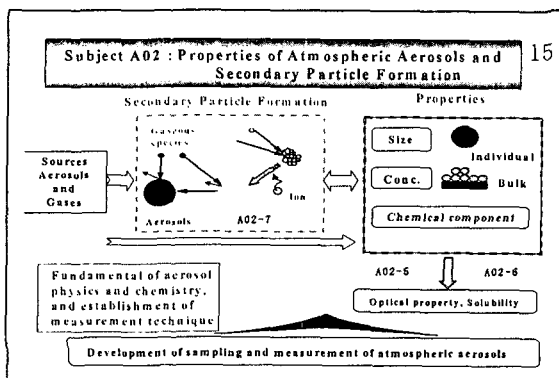 15
Subject A02 : Properties of Atmospheric Aerosols and
Secondary Particle Formation
Secondary Particle Formation
Properties
Gaseous
species
Sources
Aerosols
and
Gases
Aerosols
A02-7
Ion
Size
Individual
Conc.
Bulk
Chemical component
A02-5
A02-6
Optical property, Solubility
Fundamental of aerosol
physics and chemistry,
and establishment of
measurement technique
Development of sampling and measurement of atmospheric aerosols